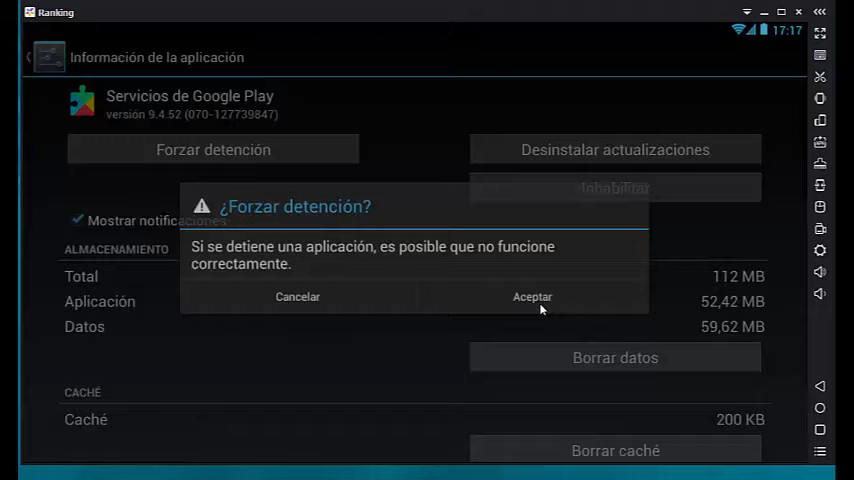 Ranking
17:17
Información de la aplicación
Servicios de Google Play
versión 9.4.52 (070-127739847)
Forzar detención
Desinstalar actualizaciones
Inhabilitar
Mostrar notificaciones
¿Forzar detención?
Si se detiene una aplicación, es posible que no funcione
correctamente.
Cancelar
Aceptar
ALMACENAMIENTO
Total
112 MB
Aplicación
52,42 MB
Datos
59,62 MB
Borrar datos
CACHÉ
Caché
200 KB
Borrar caché